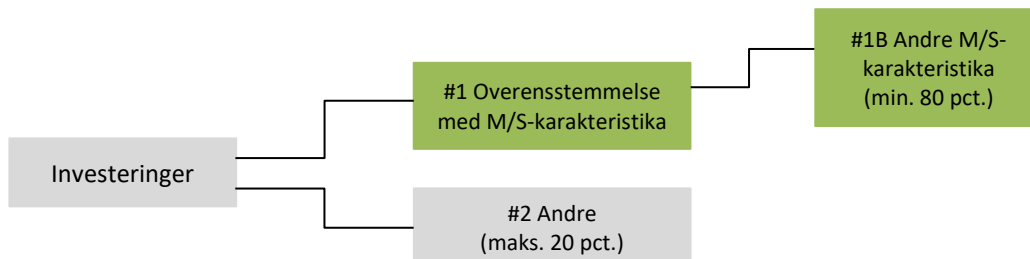 Investeringer
#1 Overensstemmelse
med M/S-karakteristika
#1B Andre M/S-
karakteristika
(min. 80 pct.)
#2 Andre
(maks. 20 pct.)